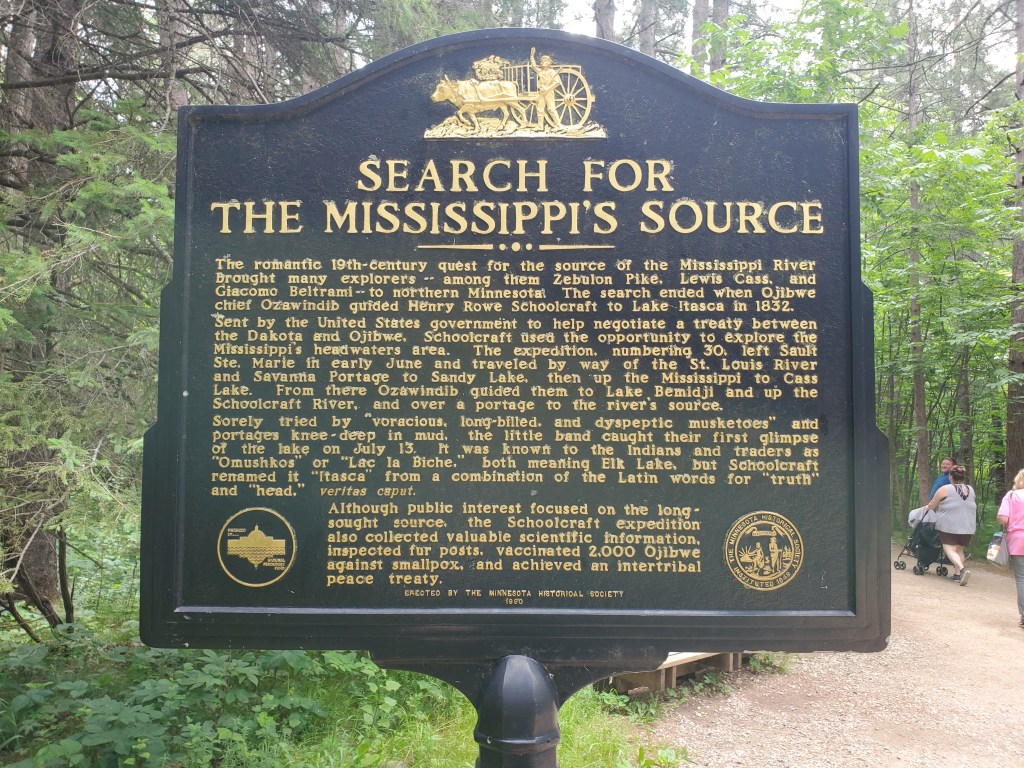 SEARCH FOR
THE MISSISSIPPI'S SOURCE
The romantic 19th-century quest for the source of the Mississippi River
brought many explorers -- among them Zebulon Pike, Lewis Cass, and
Giacomo Beltrami -- to northern Minnesota. The search ended when Ojibwe
chief Ozawindib guided Henry Rowe Schoolcraft to Lake Itasca in 1832.
Sent by the United States government to help negotiate a treaty between
the Dakota and Ojibwe, Schoolcraft used the opportunity to explore the
Mississippi's headwaters area. The expedition, numbering 30, left Sault
Ste. Marie in early June and traveled by way of the St. Louis River
and Savanna Portage to Sandy Lake, then up the Mississippi to Cass
Lake. From there Ozawindib guided them to Lake Bemidji and up the
Schoolcraft River, and over a portage to the river's source.
Sorely tried by "voracious, long-billed, and dyspeptic musketoes" and
portages knee-deep in mud, the little band caught their first glimpse
of the lake on July 13. It was known to the Indians and traders as
"Omushkos" or "Lac la Biche," both meaning Elk Lake, but Schoolcraft
renamed it "Itasca" from a combination of the Latin words for "truth"
and "head," veritas caput.
Although public interest focused on the long-
sought source, the Schoolcraft expedition
also collected valuable scientific information,
inspected fur posts, vaccinated 2,000 Ojibwe
against smallpox, and achieved an intertribal
peace treaty.
THE MINNESOTA HISTORICAL SOCIETY
INSTITUTED 1849
ERECTED BY THE MINNESOTA HISTORICAL SOCIETY
1990